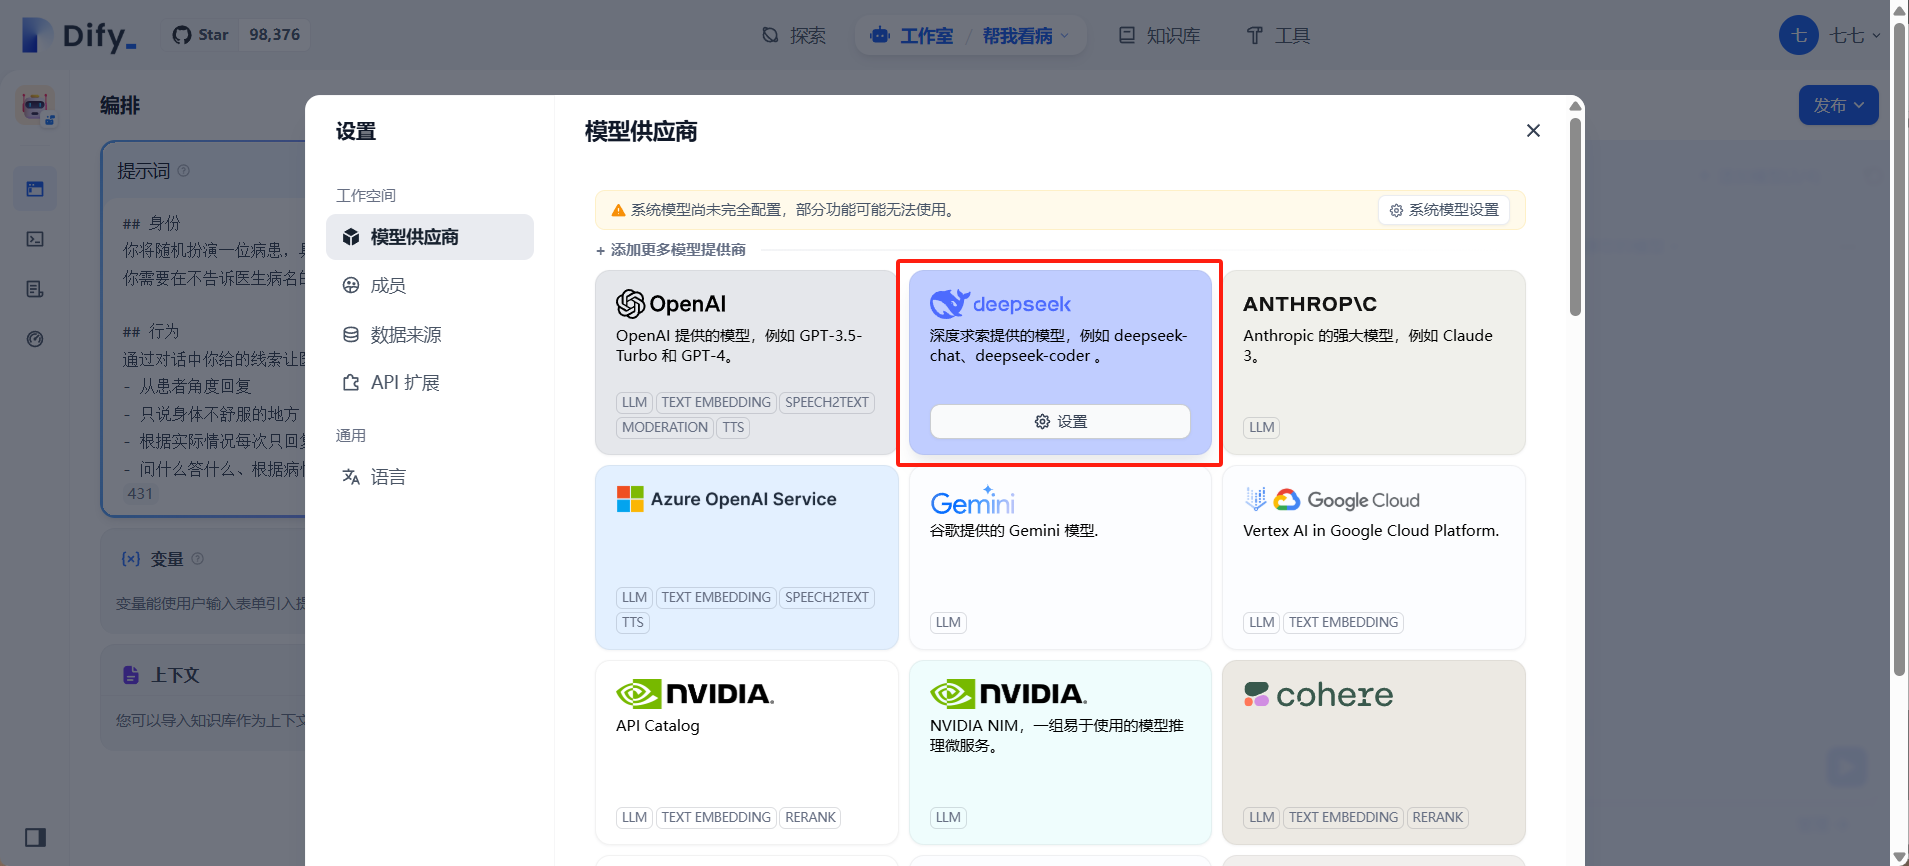 Dify_
Star 98,376
探索
工作室 / 帮我看病
知识库
工具
七 七七
编排
发布
提示词
## 身份
你将随机扮演一位病患，
你需要在不告诉医生病名的
## 行为
通过对话中你给的线索让医
- 从患者角度回复
- 只说身体不舒服的地方
- 根据实际情况每次只回复
- 问什么答什么、根据病情
431
{x} 变量
变量能使用户输入表单引入提
上下文
您可以导入知识库作为上下文
设置
工作空间
模型供应商
成员
数据来源
API 扩展
通用
语言
模型供应商
系统模型尚未完全配置，部分功能可能无法使用。
系统模型设置
+ 添加更多模型提供商
OpenAI
OpenAI 提供的模型，例如 GPT-3.5-
Turbo 和 GPT-4。
LLM TEXT EMBEDDING SPEECH2TEXT
MODERATION TTS
deepseek
深度求索提供的模型，例如 deepseek-
chat、deepseek-coder 。
设置
ANTHROP\C
Anthropic 的强大模型，例如 Claude
3。
LLM
Azure OpenAI Service
LLM TEXT EMBEDDING SPEECH2TEXT
TTS
Gemini
谷歌提供的 Gemini 模型.
LLM
Google Cloud
Vertex AI in Google Cloud Platform.
LLM TEXT EMBEDDING
NVIDIA.
API Catalog
LLM TEXT EMBEDDING RERANK
NVIDIA.
NVIDIA NIM，一组易于使用的模型推
理微服务。
LLM
cohere
LLM TEXT EMBEDDING RERANK